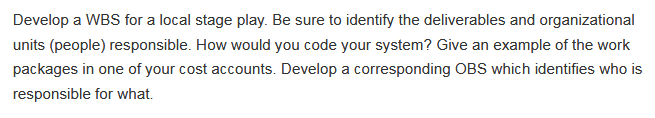 Develop a WBS for a local stage play. Be sure to identify the deliverables and organizational
units (people) responsible. How would you code your system? Give an example of the work
packages in one of your cost accounts. Develop a corresponding OBS which identifies who is
responsible for what.